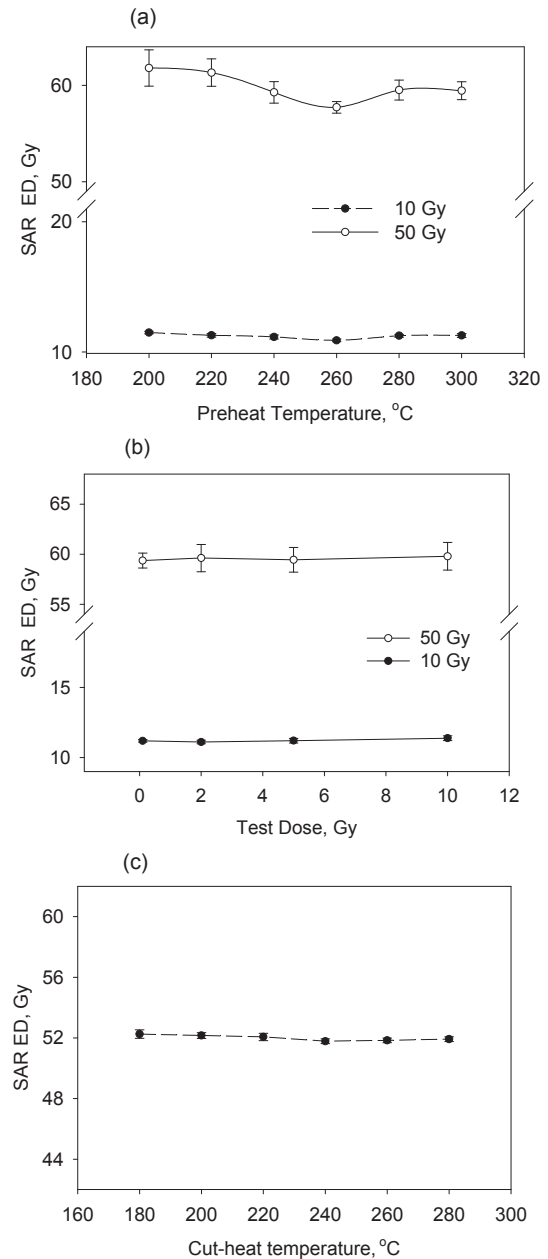 (a)
60
50
20
10
SAR ED, Gy
10 Gy
50 Gy
180 200 220 240 260 280 300 320
Preheat Temperature, °C
(b)
65
60
55
15
10
SAR ED, Gy
50 Gy
10 Gy
0 2 4 6 8 10 12
Test Dose, Gy
(c)
60
56
52
48
44
SAR ED, Gy
160 180 200 220 240 260 280 300
Cut-heat temperature, °C